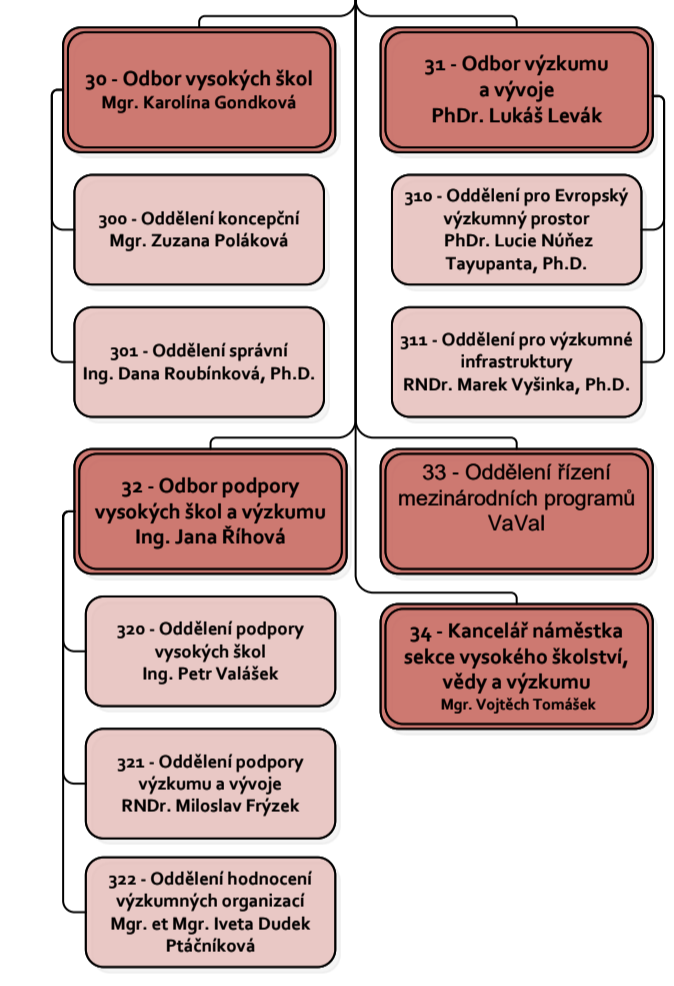 30 - Odbor vysokých škol
Mgr. Karolína Gondková
31 - Odbor výzkumu
a vývoje
PhDr. Lukáš Levák
300 - Oddělení koncepční
Mgr. Zuzana Poláková
310 - Oddělení pro Evropský
výzkumný prostor
PhDr. Lucie Núñez
Tayupanta, Ph.D.
301 - Oddělení správní
Ing. Dana Roubínková, Ph.D.
311 - Oddělení pro výzkumné
infrastruktury
RNDr. Marek Vyšinka, Ph.D.
32 - Odbor podpory
vysokých škol a výzkumu
Ing. Jana Říhová
33 - Oddělení řízení
mezinárodních programů
VaVaI
320 - Oddělení podpory
vysokých škol
Ing. Petr Valášek
34 - Kancelář náměstka
sekce vysokého školství,
vědy a výzkumu
Mgr. Vojtěch Tomášek
321 - Oddělení podpory
výzkumu a vývoje
RNDr. Miloslav Frýzek
322 - Oddělení hodnocení
výzkumných organizací
Mgr. et Mgr. Iveta Dudek
Ptáčníková